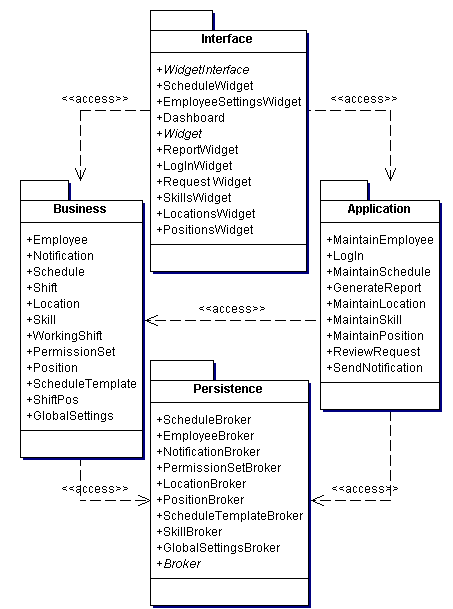 Interface
+WidgetInterface
+ScheduleWidget
+EmployeeSettingsWidget
+Dashboard
+Widget
+ReportWidget
+LogInWidget
+RequestWidget
+SkillsWidget
+LocationsWidget
+PositionsWidget
<<access>>
<<access>>
Business
+Employee
+Notification
+Schedule
+Shift
+Location
+Skill
+WorkingShift
+PermissionSet
+Position
+ScheduleTemplate
+ShiftPos
+GlobalSettings
Application
+MaintainEmployee
+LogIn
+MaintainSchedule
+GenerateReport
+MaintainLocation
+MaintainSkill
+MaintainPosition
+ReviewRequest
+SendNotification
<<access>>
Persistence
+ScheduleBroker
+EmployeeBroker
+NotificationBroker
+PermissionSetBroker
+LocationBroker
+PositionBroker
+ScheduleTemplateBroker
+SkillBroker
+GlobalSettingsBroker
+Broker
<<access>>
<<access>>